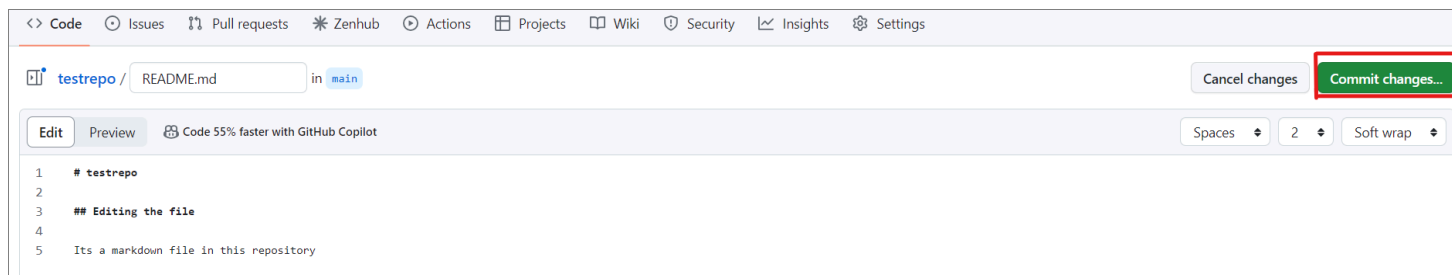 Code Issues Pull requests Zenhub Actions Projects Wiki Security Insights Settings
testrepo / README.md in main Cancel changes Commit changes...
Edit Preview Code 55% faster with GitHub Copilot Spaces 2 Soft wrap
1 # testrepo
2
3 ## Editing the file
4
5 Its a markdown file in this repository